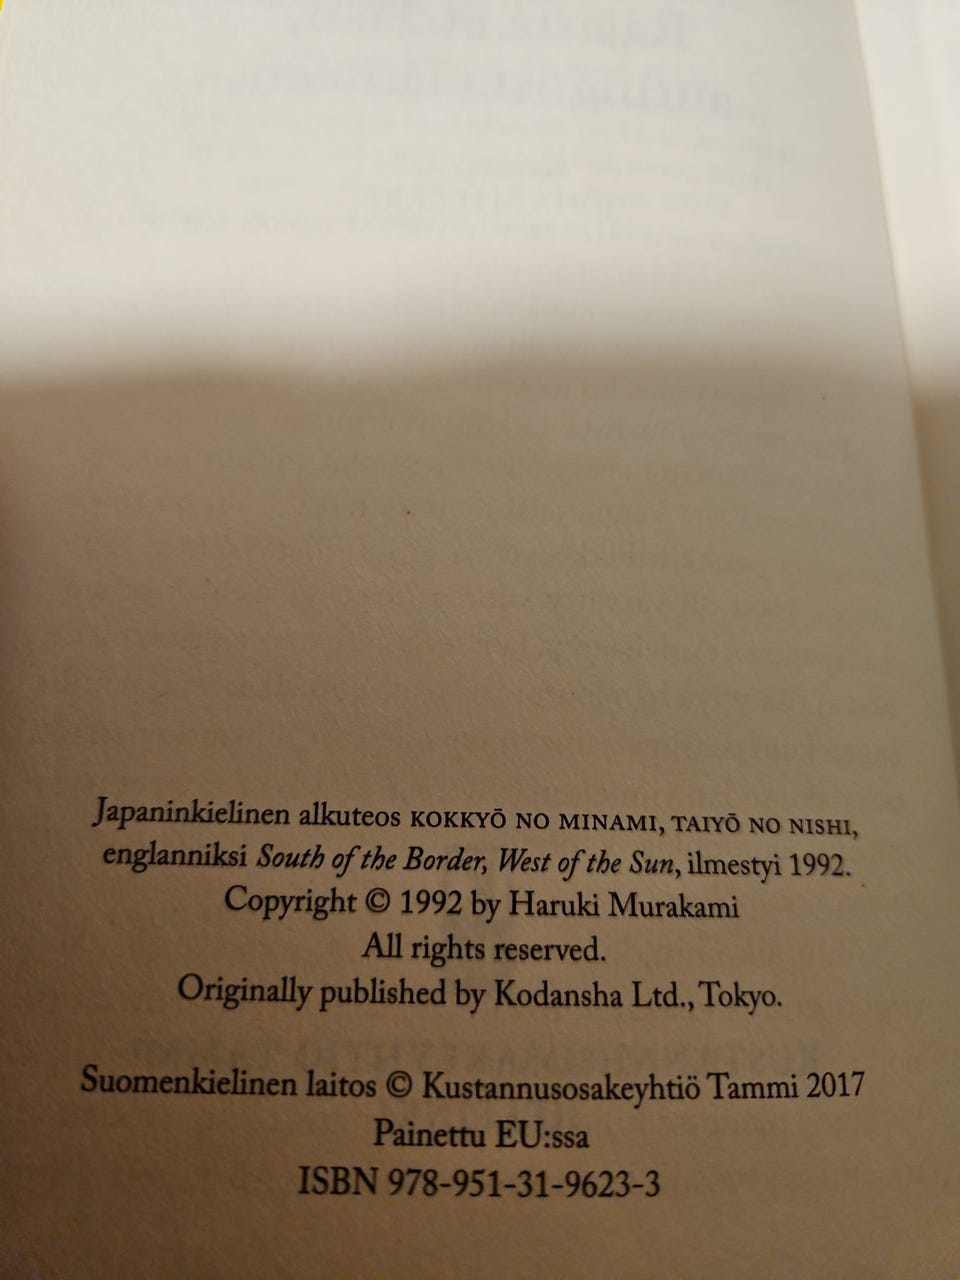 Japaninkielinen alkuteos KOKKYŌ NO MINAMI, TAIYŌ NO NISHI,
englanniksi South of the Border, West of the Sun, ilmestyi 1992.
Copyright © 1992 by Haruki Murakami
All rights reserved.
Originally published by Kodansha Ltd., Tokyo.
Suomenkielinen laitos © Kustannusosakeyhtiö Tammi 2017
Painettu EU:ssa
ISBN 978-951-31-9623-3